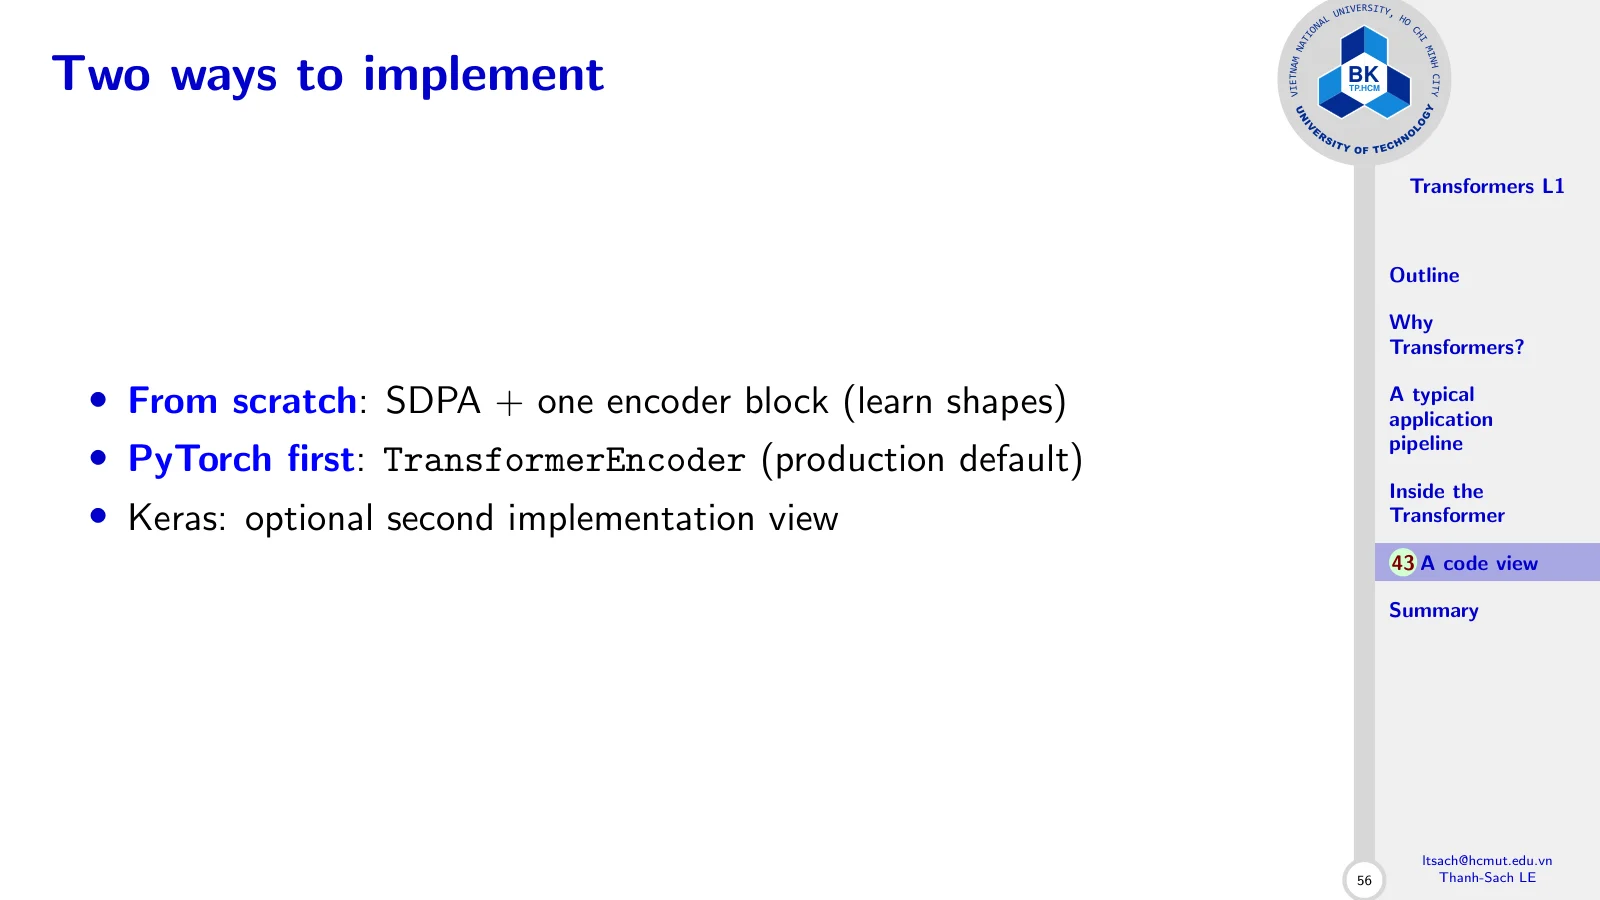 Two ways to implement
• From scratch: SDPA + one encoder block (learn shapes)
• PyTorch first: TransformerEncoder (production default)
• Keras: optional second implementation view
VIETNAM NATIONAL UNIVERSITY, HO CHI MINH CITY
BK
TP.HCM
UNIVERSITY OF TECHNOLOGY
Transformers L1
Outline
Why
Transformers?
A typical
application
pipeline
Inside the
Transformer
43 A code view
Summary
ltsach@hcmut.edu.vn
Thanh-Sach LE
56